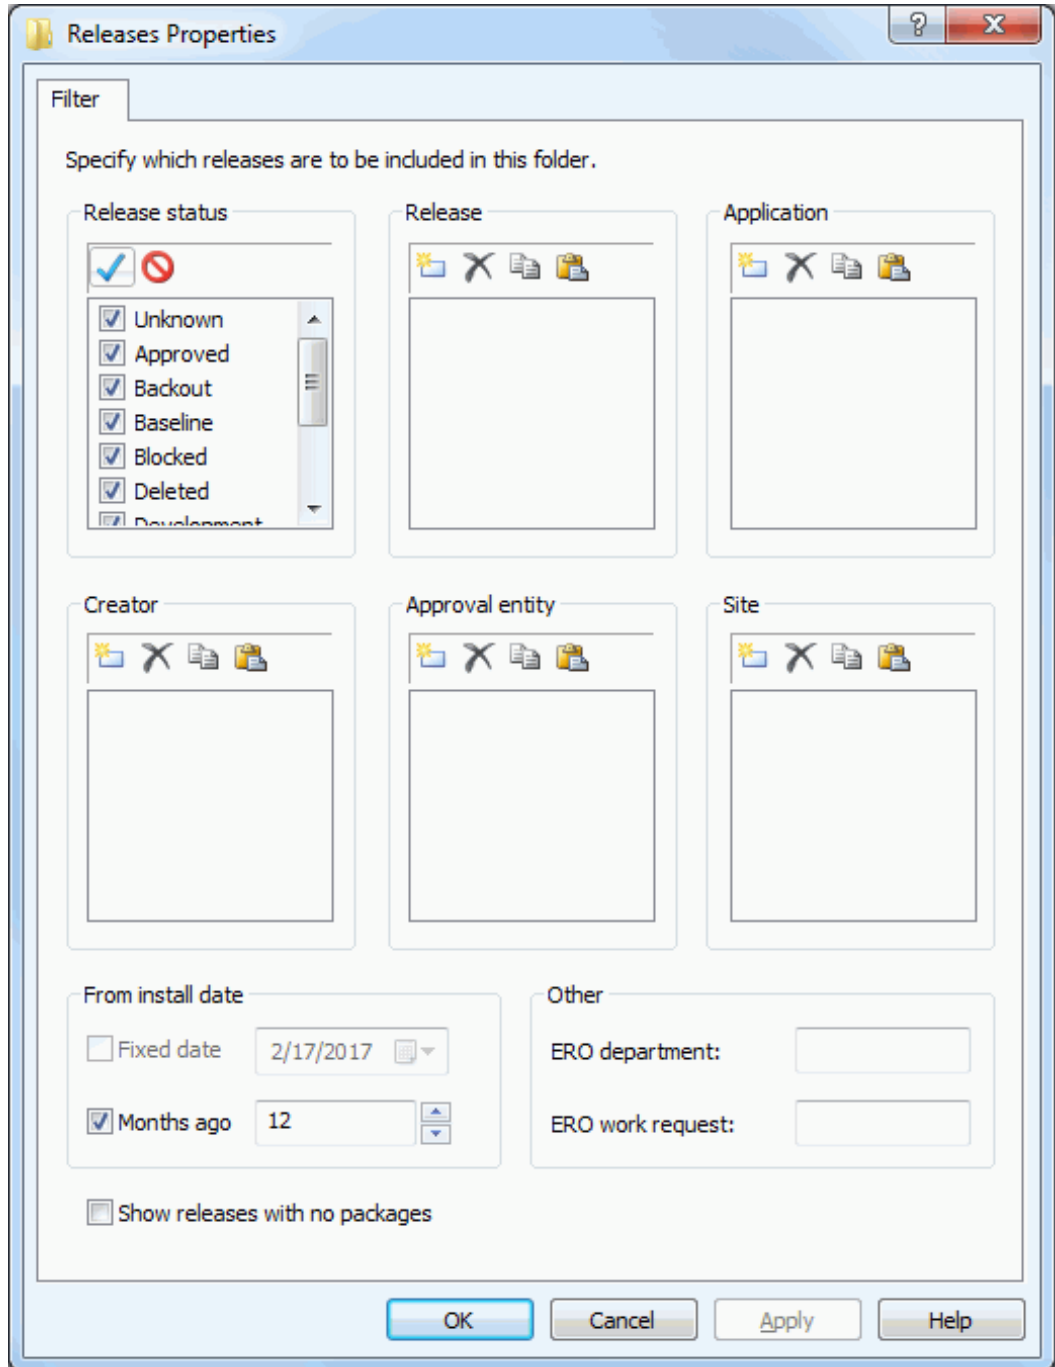 Releases Properties
Filter
Specify which releases are to be included in this folder.
Release status
Release
Application
Unknown
Approved
Backout
Baseline
Blocked
Deleted
Development
Creator
Approval entity
Site
From install date
Other
Fixed date 2/17/2017
ERO department:
Months ago 12
ERO work request:
Show releases with no packages
OK Cancel Apply Help